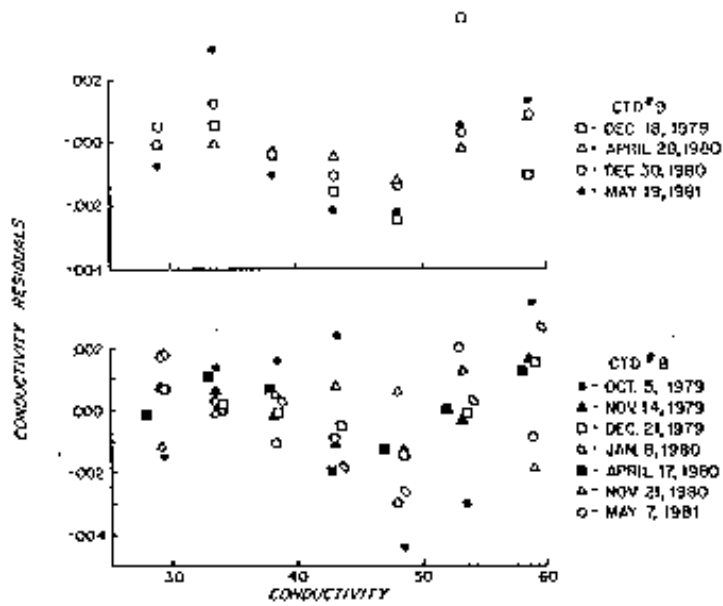 .002
.000
-.002
-.004
CTD #9
DEC. 18, 1979
APRIL 28, 1980
DEC 30, 1980
MAY 19, 1981
CONDUCTIVITY RESIDUALS
.002
.000
-.002
-.004
30
40
50
60
CONDUCTIVITY
CTD #8
OCT. 5, 1979
NOV. 14, 1979
DEC. 21, 1979
JAN. 8, 1980
APRIL 17, 1980
NOV 21, 1980
MAY 7, 1981